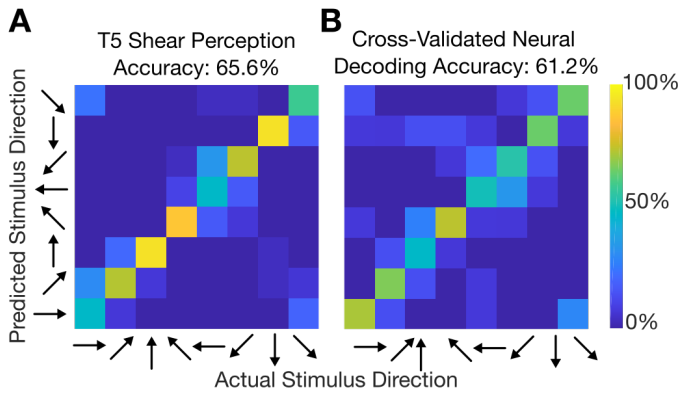 A
T5 Shear Perception
Accuracy: 65.6%
B
Cross-Validated Neural
Decoding Accuracy: 61.2%
Predicted Stimulus Direction
100%
50%
0%
Actual Stimulus Direction